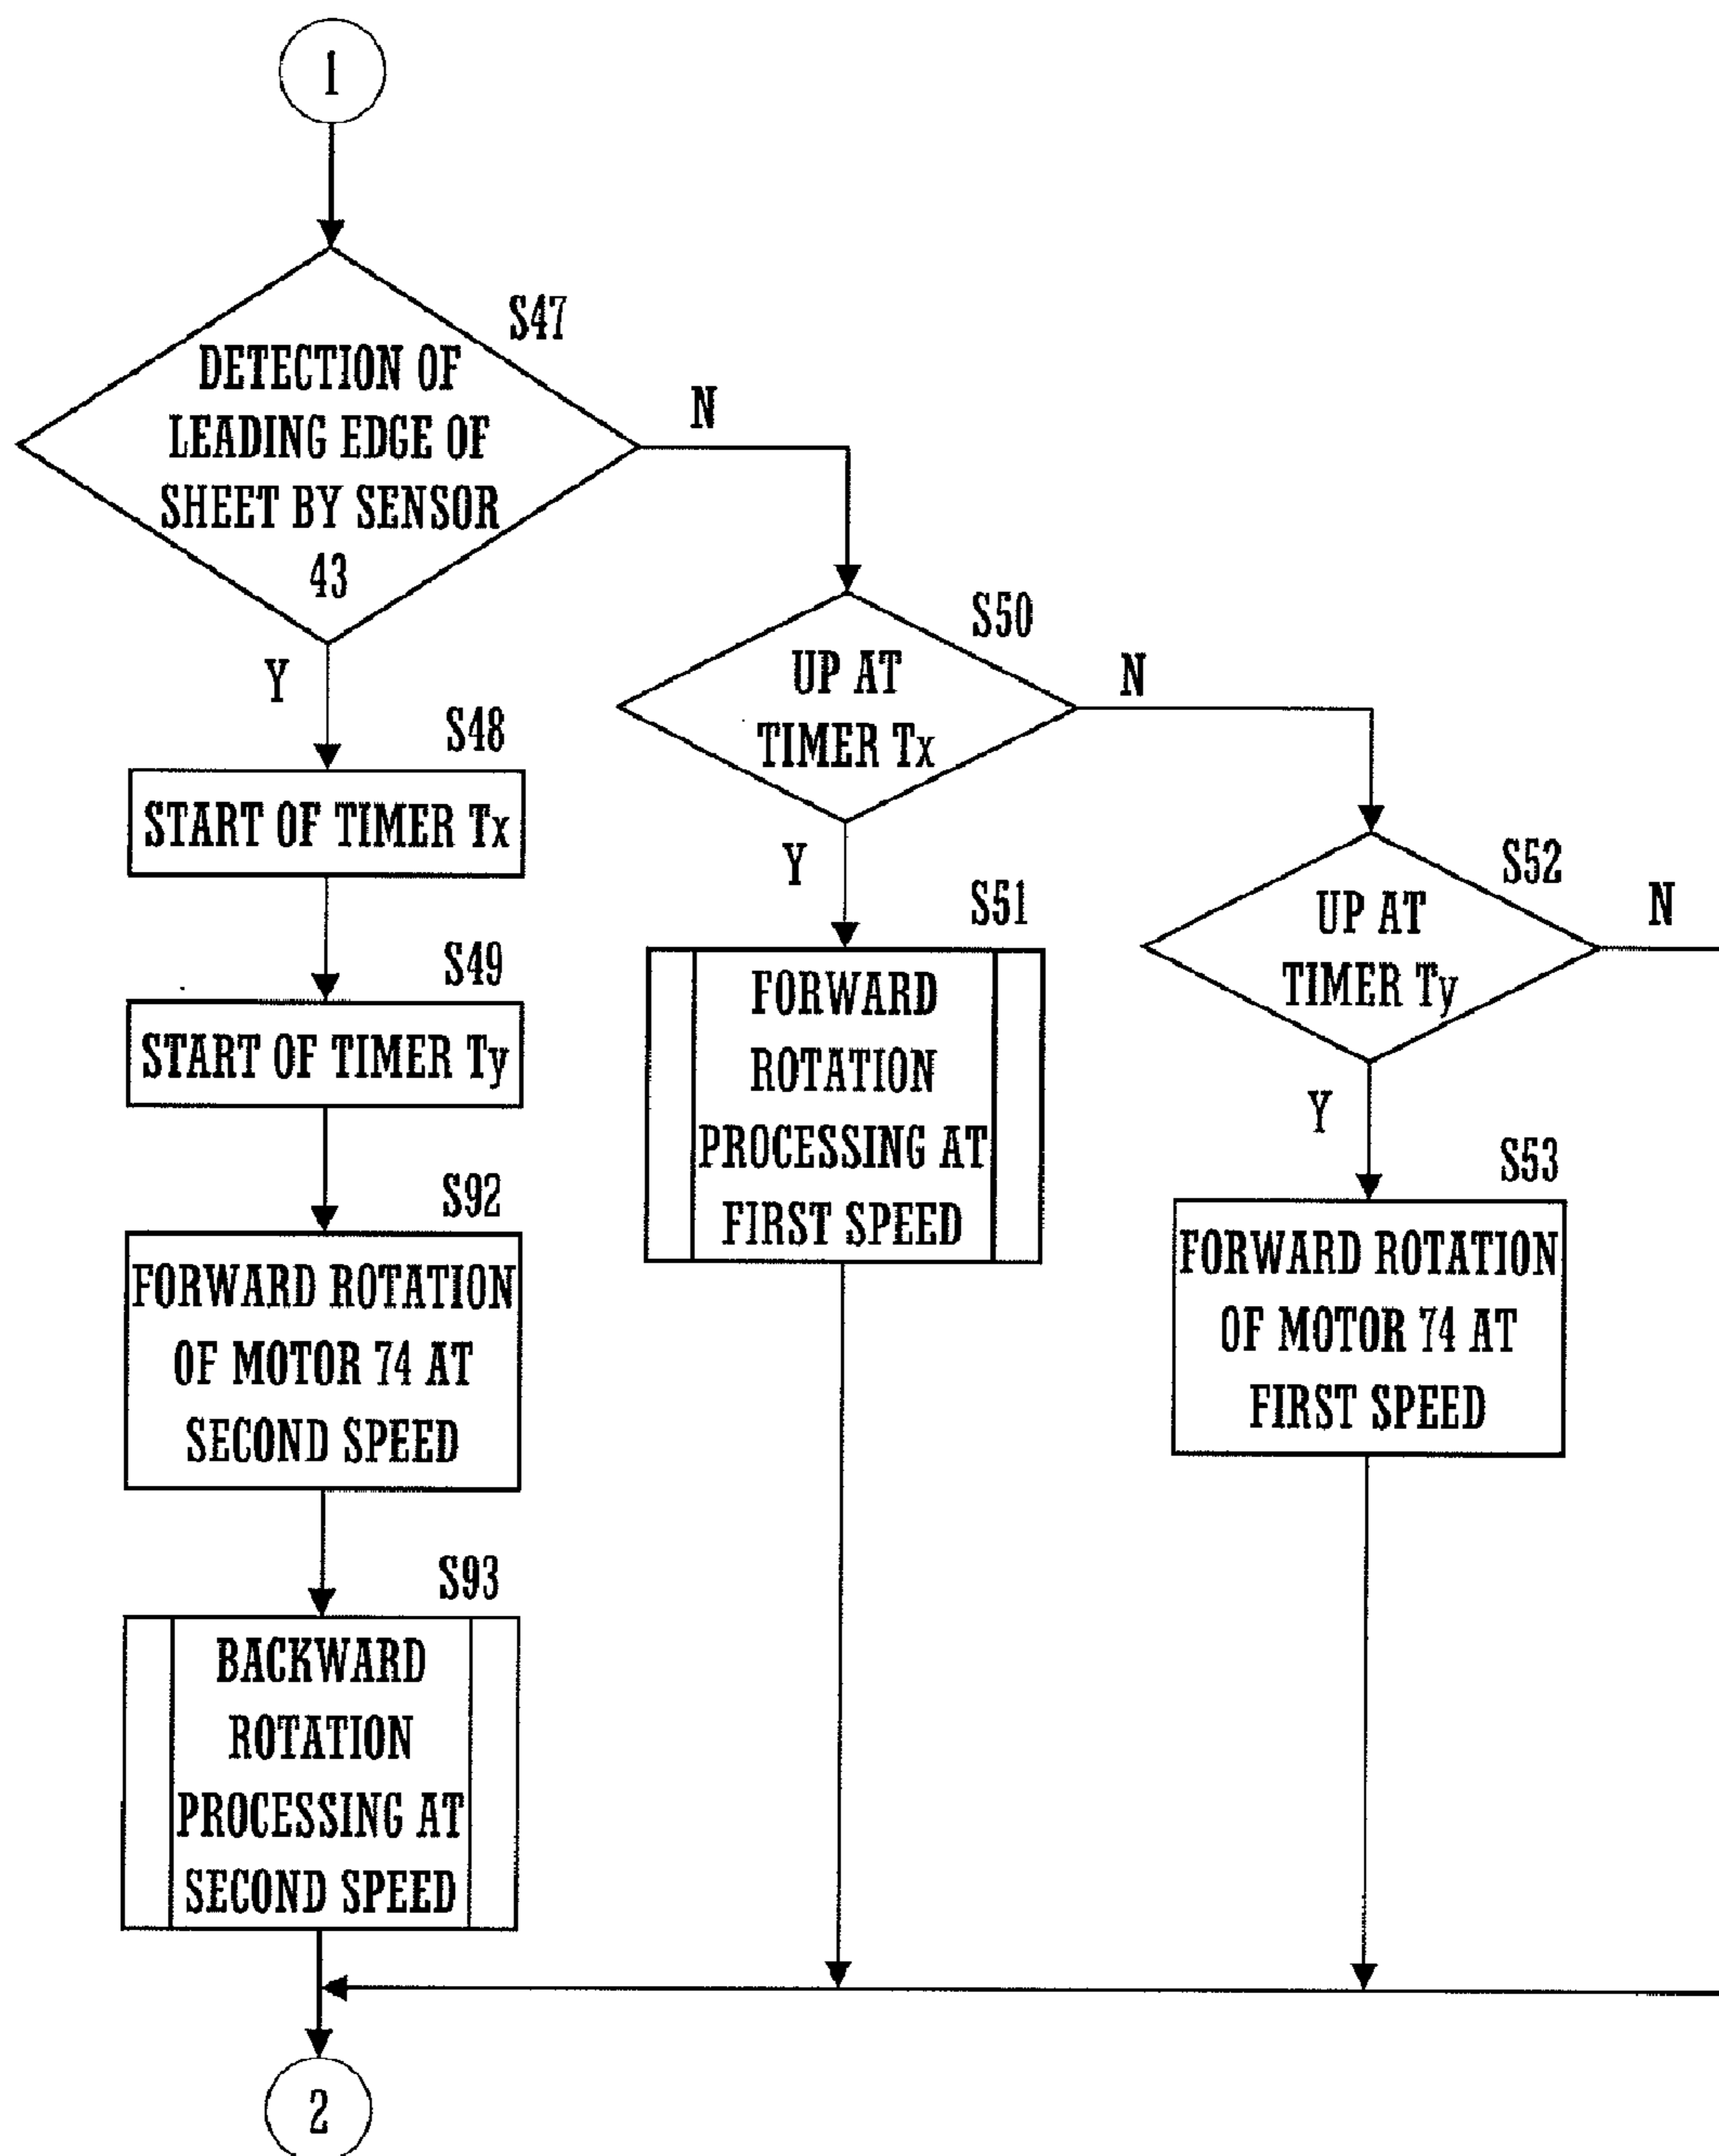 1
S47
DETECTION OF
LEADING EDGE OF
SHEET BY SENSOR
43
N
Y
S48
START OF TIMER Tx
S49
START OF TIMER Ty
S92
FORWARD ROTATION
OF MOTOR 74 AT
SECOND SPEED
S93
BACKWARD
ROTATION
PROCESSING AT
SECOND SPEED
S50
UP AT
TIMER Tx
N
Y
S51
FORWARD
ROTATION
PROCESSING AT
FIRST SPEED
S52
UP AT
TIMER Ty
N
Y
S53
FORWARD ROTATION
OF MOTOR 74 AT
FIRST SPEED
2